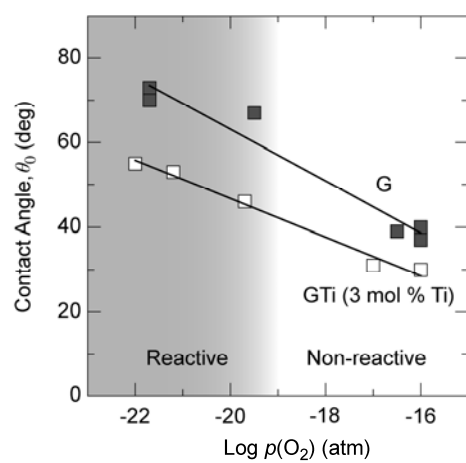 80
60
40
20
0
Contact Angle, θ0 (deg)
G
GTi (3 mol % Ti)
Reactive
Non-reactive
-22
-20
-18
-16
Log p(O2) (atm)